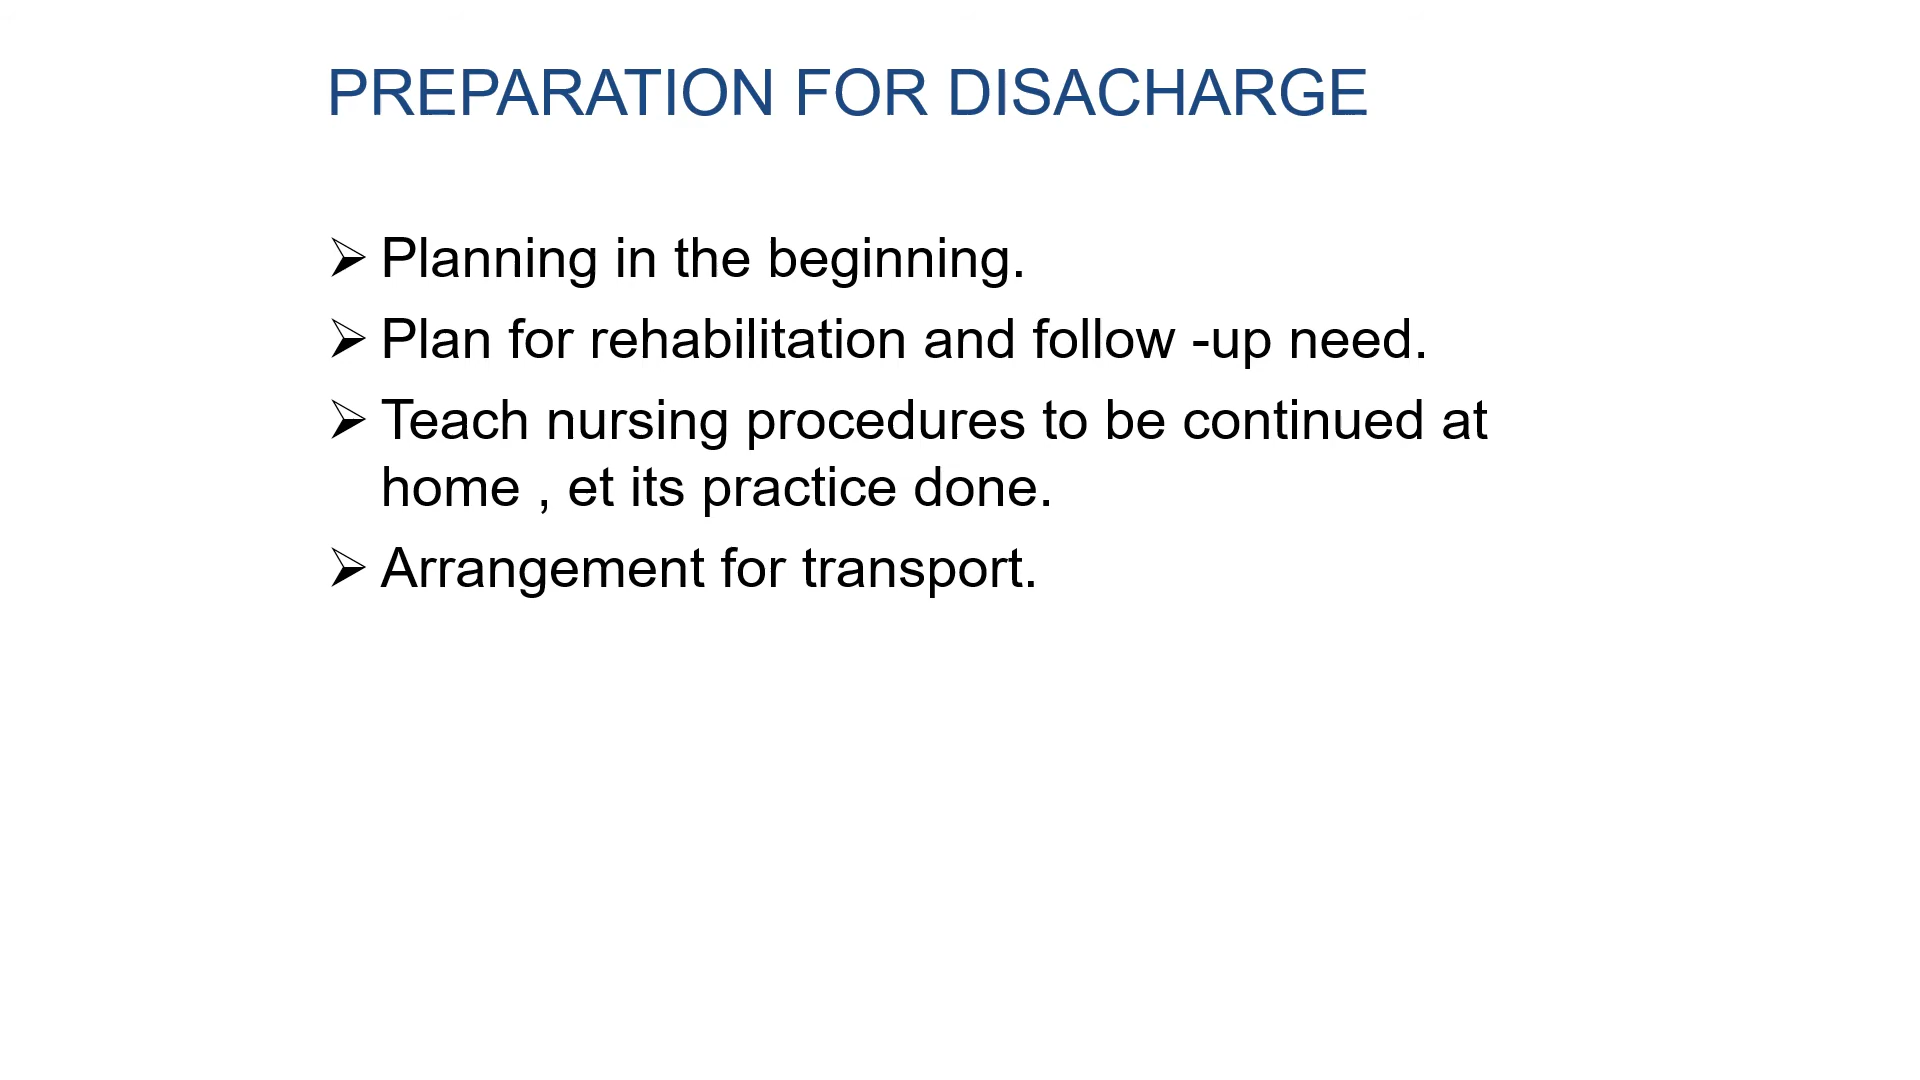 PREPARATION FOR DISACHARGE
➢ Planning in the beginning.
➢ Plan for rehabilitation and follow -up need.
➢ Teach nursing procedures to be continued at
home , et its practice done.
➢ Arrangement for transport.